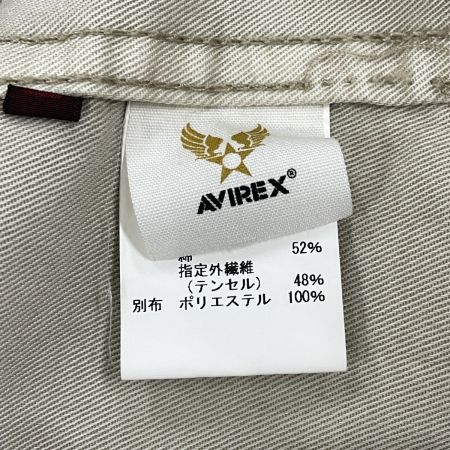 AVIREX®
綿 52%
指定外繊維
(テンセル) 48%
別布 ポリエステル 100%